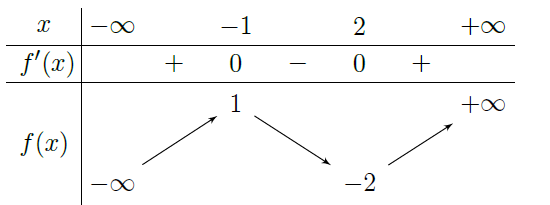 x −∞ −1 2 +∞
f′(x) + 0 − 0 +
1 +∞
f(x)
−∞ −2